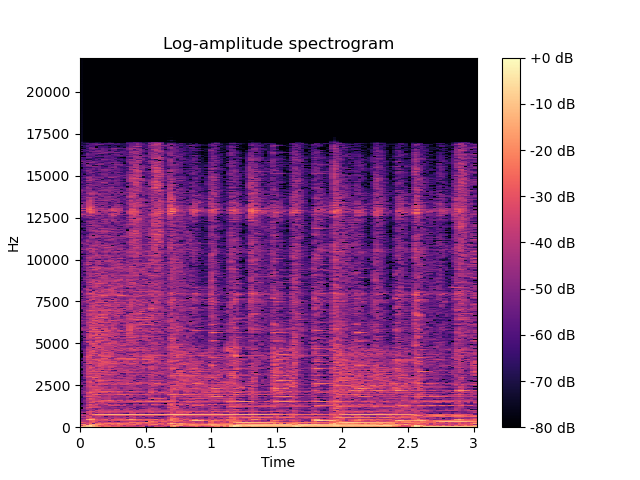 Log-amplitude spectrogram
20000
17500
15000
12500
10000
7500
5000
2500
0
Hz
0 0.5 1 1.5 2 2.5 3
Time
+0 dB
-10 dB
-20 dB
-30 dB
-40 dB
-50 dB
-60 dB
-70 dB
-80 dB